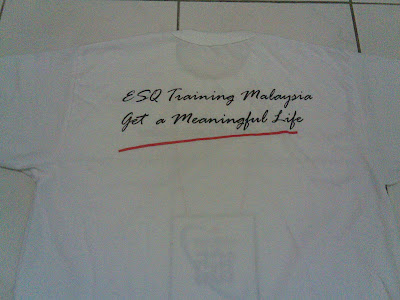 ESQ Training Malaysia
Get a Meaningful Life